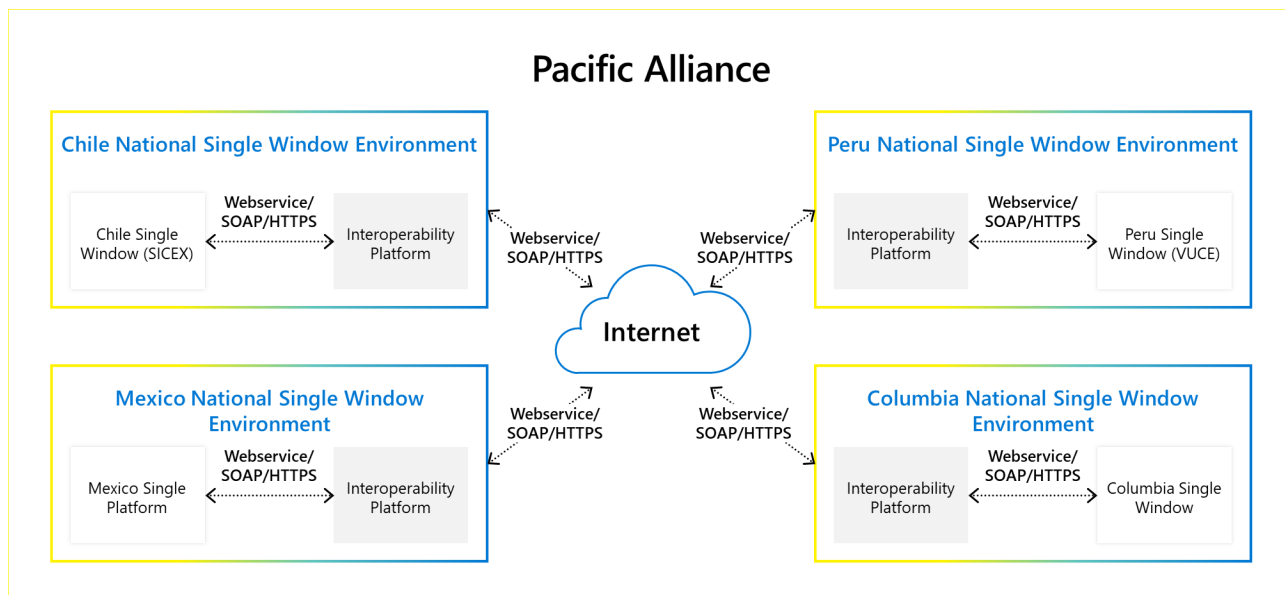 Pacific Alliance
Chile National Single Window Environment
Webservice/
SOAP/HTTPS
Chile Single
Window (SICEX)
Interoperability
Platform
Webservice/
SOAP/HTTPS
Peru National Single Window Environment
Webservice/
SOAP/HTTPS
Interoperability
Platform
Peru Single
Window (VUCE)
Webservice/
SOAP/HTTPS
Internet
Mexico National Single Window
Environment
Webservice/
SOAP/HTTPS
Mexico Single
Platform
Interoperability
Platform
Webservice/
SOAP/HTTPS
Columbia National Single Window
Environment
Webservice/
SOAP/HTTPS
Interoperability
Platform
Columbia Single
Window
Webservice/
SOAP/HTTPS